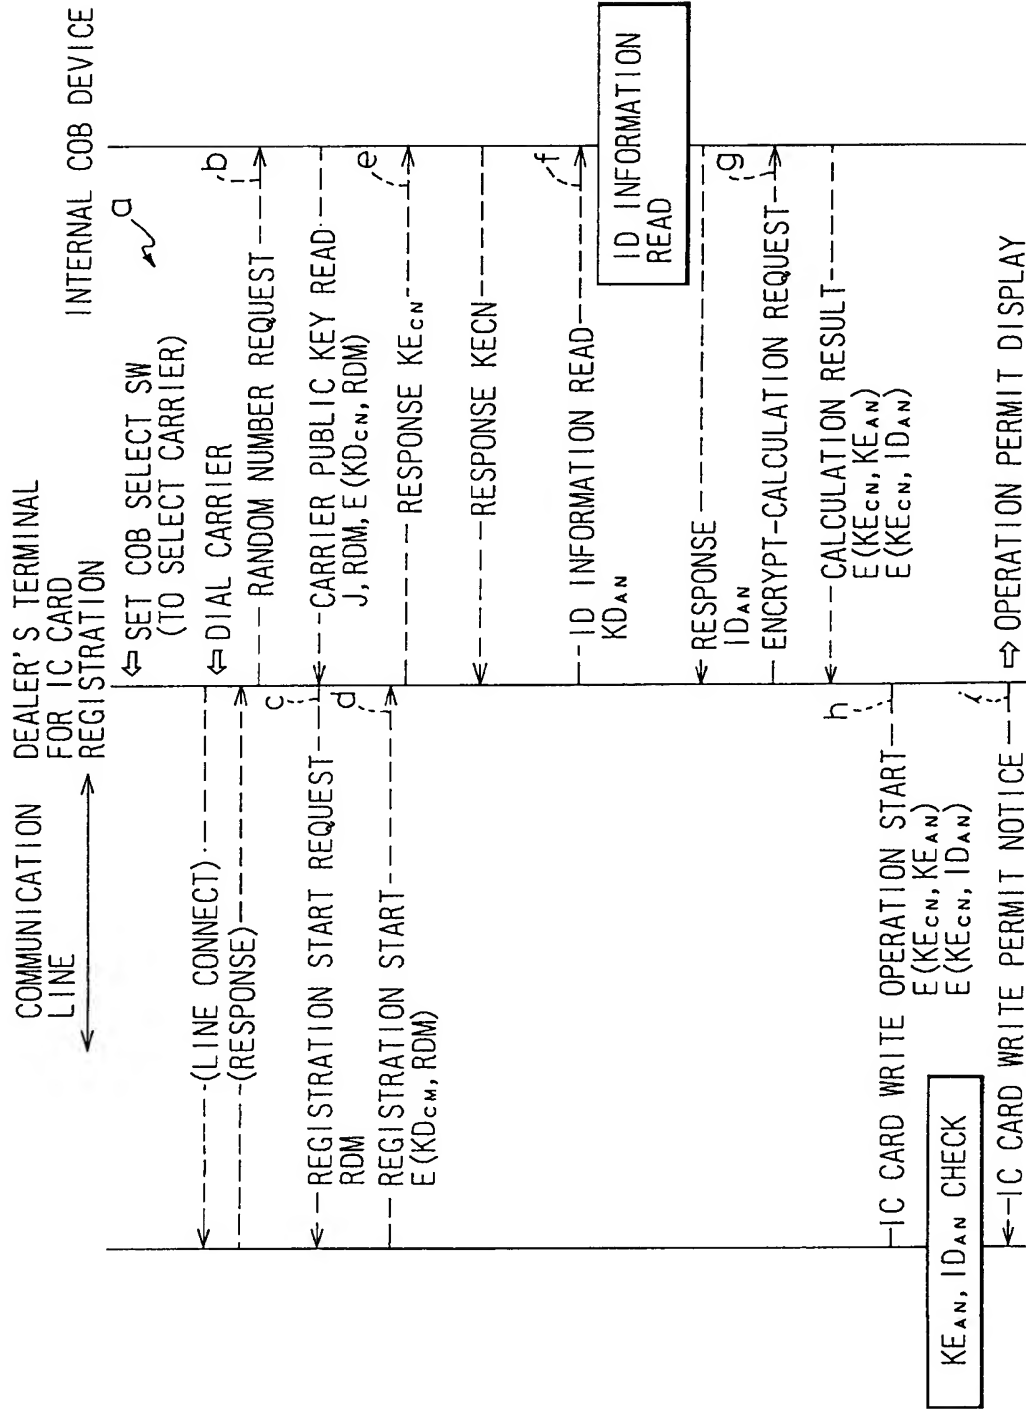 COMMUNICATION
LINE
DEALER'S TERMINAL
FOR IC CARD
REGISTRATION
INTERNAL COB DEVICE
a
SET COB SELECT SW
(TO SELECT CARRIER)
(LINE CONNECT)
DIAL CARRIER
(RESPONSE)
RANDOM NUMBER REQUEST
b
REGISTRATION START REQUEST
RDM
c
CARRIER PUBLIC KEY READ
J, RDM, E(KDCN, RDM)
REGISTRATION START
E(KDCM, RDM)
d
RESPONSE KECN
e
RESPONSE KECN
ID INFORMATION READ
KDAN
f
ID INFORMATION
READ
RESPONSE
IDAN
ENCRYPT-CALCULATION REQUEST
g
CALCULATION RESULT
E(KECN, KEAN)
E(KECN, IDAN)
IC CARD WRITE OPERATION START
E(KECN, KEAN)
E(KECN, IDAN)
h
KEAN, IDAN CHECK
IC CARD WRITE PERMIT NOTICE
i
OPERATION PERMIT DISPLAY